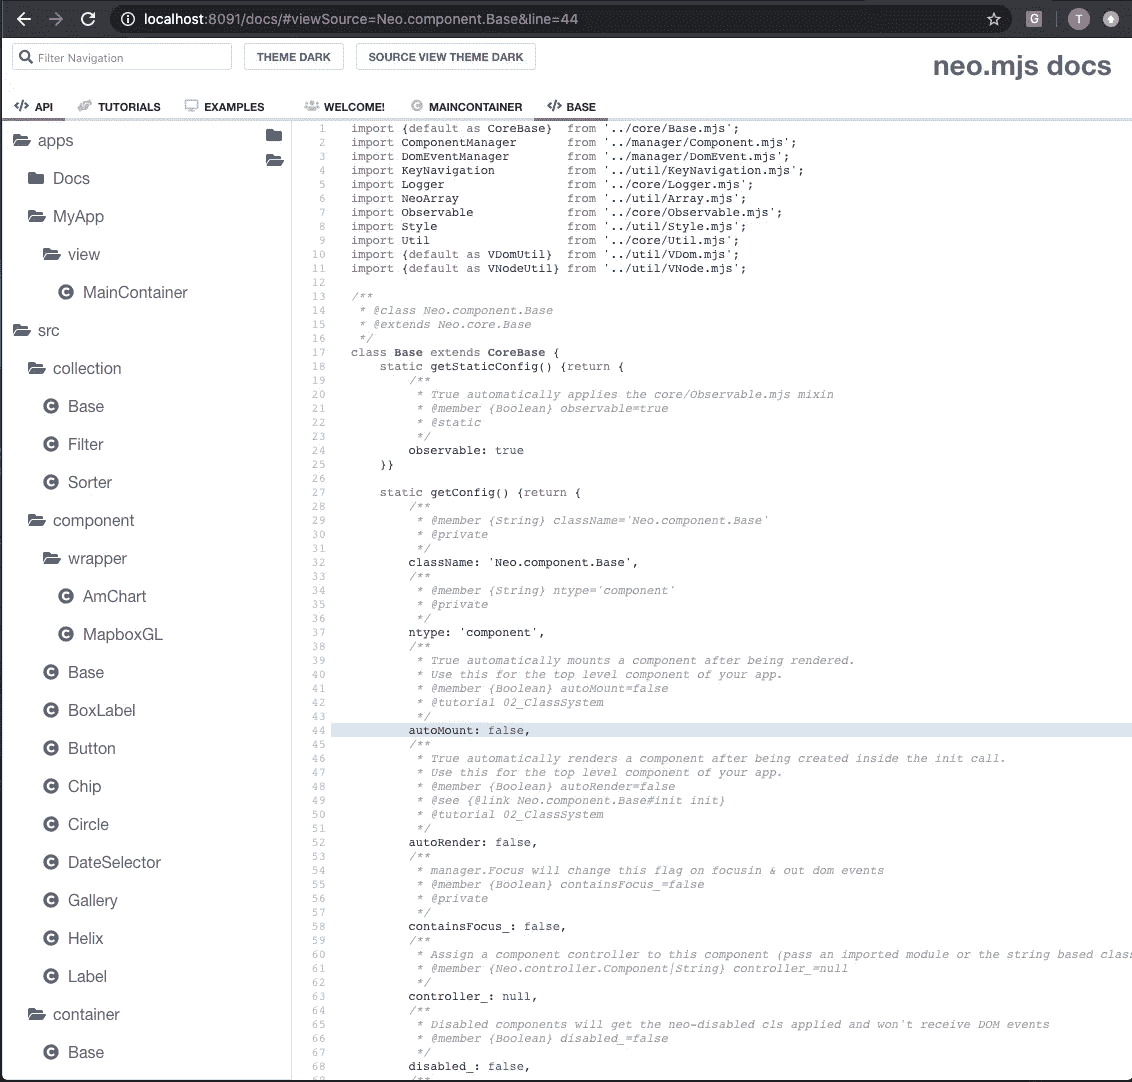 localhost:8091/docs/#viewSource=Neo.component.Base&line=44
G
T
Filter Navigation
THEME DARK
SOURCE VIEW THEME DARK
neo.mjs docs
</> API
TUTORIALS
EXAMPLES
WELCOME!
MAINCONTAINER
</> BASE
apps
Docs
MyApp
view
MainContainer
src
collection
Base
Filter
Sorter
component
wrapper
AmChart
MapboxGL
Base
BoxLabel
Button
Chip
Circle
DateSelector
Gallery
Helix
Label
container
Base
1 import {default as CoreBase}  from '../core/Base.mjs';
2 import ComponentManager       from '../manager/Component.mjs';
3 import DomEventManager        from '../manager/DomEvent.mjs';
4 import KeyNavigation          from '../util/KeyNavigation.mjs';
5 import Logger                 from '../core/Logger.mjs';
6 import NeoArray               from '../util/Array.mjs';
7 import Observable             from '../core/Observable.mjs';
8 import Style                  from '../util/Style.mjs';
9 import Util                   from '../core/Util.mjs';
10 import {default as VDomUtil}  from '../util/VDom.mjs';
11 import {default as VNodeUtil} from '../util/VNode.mjs';
12
13 /**
14  * @class Neo.component.Base
15  * @extends Neo.core.Base
16  */
17 class Base extends CoreBase {
18     static getStaticConfig() {return {
19         /**
20          * True automatically applies the core/Observable.mjs mixin
21          * @member {Boolean} observable=true
22          * @static
23          */
24         observable: true
25     }}
26
27     static getConfig() {return {
28         /**
29          * @member {String} className='Neo.component.Base'
30          * @private
31          */
32         className: 'Neo.component.Base',
33         /**
34          * @member {String} ntype='component'
35          * @private
36          */
37         ntype: 'component',
38         /**
39          * True automatically mounts a component after being rendered.
40          * Use this for the top level component of your app.
41          * @member {Boolean} autoMount=false
42          * @tutorial 02_ClassSystem
43          */
44         autoMount: false,
45         /**
46          * True automatically renders a component after being created inside the init call.
47          * Use this for the top level component of your app.
48          * @member {Boolean} autoRender=false
49          * @see {@link Neo.component.Base#init init}
50          * @tutorial 02_ClassSystem
51          */
52         autoRender: false,
53         /**
54          * manager.Focus will change this flag on focusin & out dom events
55          * @member {Boolean} containsFocus_=false
56          * @private
57          */
58         containsFocus_: false,
59         /**
60          * Assign a component controller to this component (pass an imported module or the string based clas
61          * @member {Neo.controller.Component|String} controller_=null
62          */
63         controller_: null,
64         /**
65          * Disabled components will get the neo-disabled cls applied and won't receive DOM events
66          * @member {Boolean} disabled_=false
67          */
68         disabled_: false,
69         /**